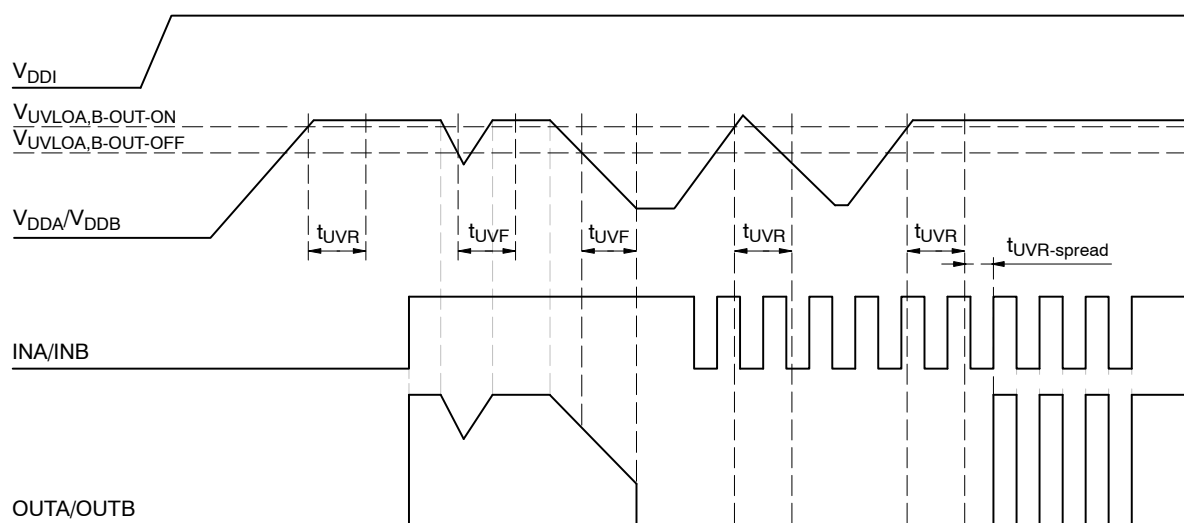 VDDI
VUVLOA,B-OUT-ON
VUVLOA,B-OUT-OFF
VDDA/VDDB
tUVR
tUVF
tUVF
tUVR
tUVR
tUVR-spread
INA/INB
OUTA/OUTB